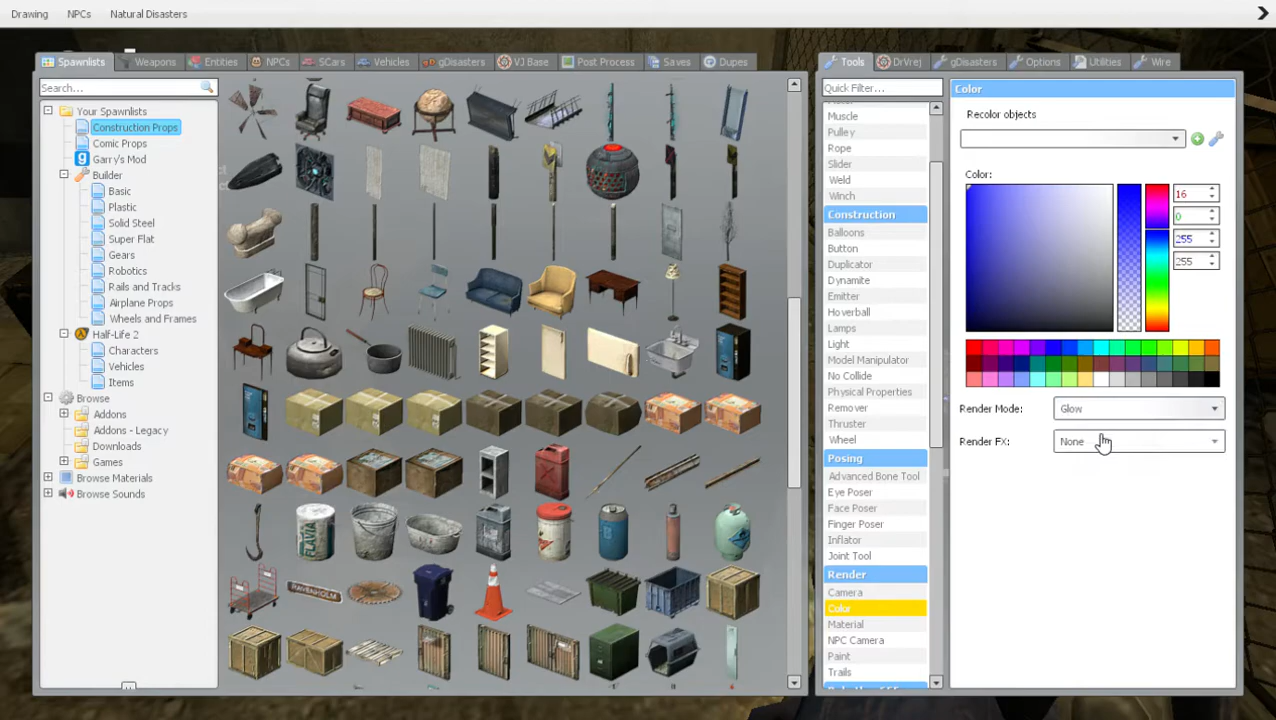 Drawing NPCs Natural Disasters
Spawnlists Weapons Entities NPCs SCars Vehicles gDisasters VJ Base Post Process Saves Dupes
Search...
Your Spawnlists
Construction Props
Comic Props
Garry's Mod
Builder
Basic
Plastic
Solid Steel
Super Flat
Gears
Robotics
Rails and Tracks
Airplane Props
Wheels and Frames
Half-Life 2
Characters
Vehicles
Items
Browse
Addons
Addons - Legacy
Downloads
Games
Browse Materials
Browse Sounds
FLAVIA
RAVENHOLM
Tools DrVrej gDisasters Options Utilities Wire
Quick Filter...
Muscle
Pulley
Rope
Slider
Weld
Winch
Construction
Balloons
Button
Duplicator
Dynamite
Emitter
Hoverball
Lamps
Light
Model Manipulator
No Collide
Physical Properties
Remover
Thruster
Wheel
Posing
Advanced Bone Tool
Eye Poser
Face Poser
Finger Poser
Inflator
Joint Tool
Render
Camera
Color
Material
NPC Camera
Paint
Trails
Color
Recolor objects
Color:
16
0
255
255
Render Mode: Glow
Render FX: None